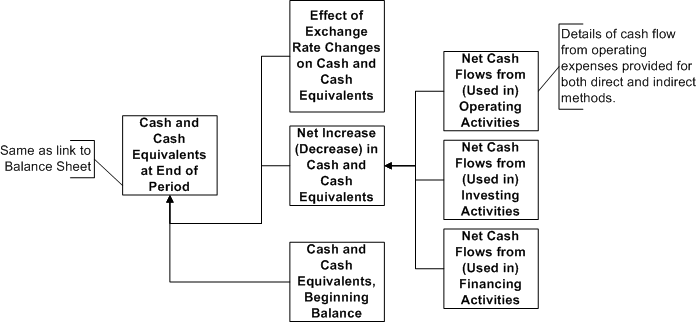 Same as link to
Balance Sheet
Cash and
Cash
Equivalents
at End of
Period
Effect of
Exchange
Rate Changes
on Cash and
Cash
Equivalents
Net Increase
(Decrease) in
Cash and
Cash
Equivalents
Cash and
Cash
Equivalents,
Beginning
Balance
Net Cash
Flows from
(Used in)
Operating
Activities
Net Cash
Flows from
(Used in)
Investing
Activities
Net Cash
Flows from
(Used in)
Financing
Activities
Details of cash flow
from operating
expenses provided for
both direct and indirect
methods.